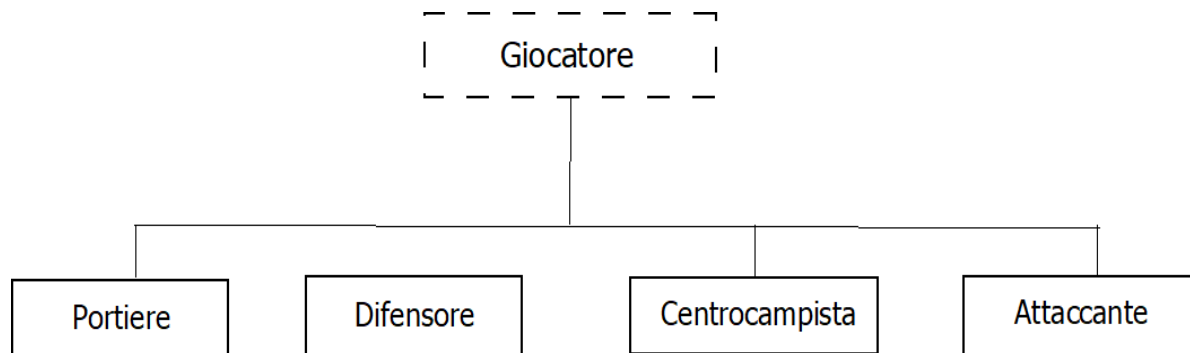 Giocatore
Portiere
Difensore
Centrocampista
Attaccante